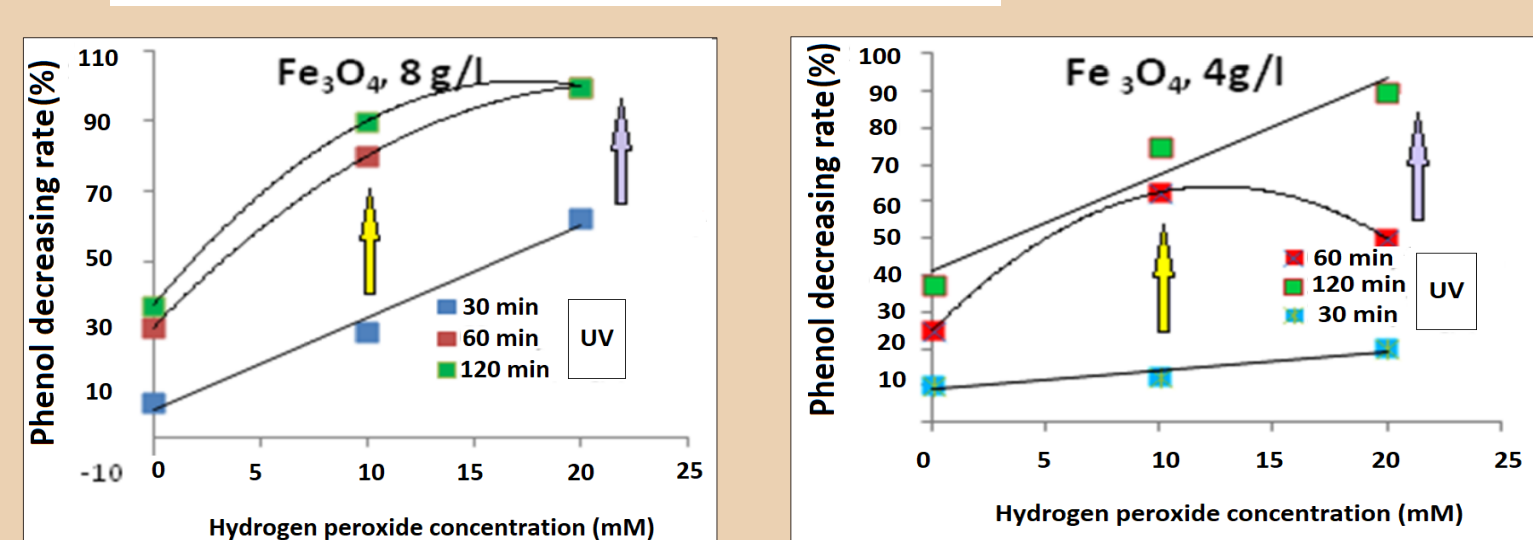 Fe3O4, 8 g/l
Phenol decreasing rate(%)
110
90
70
50
30
10
-10
0 5 10 15 20 25
30 min
60 min
120 min
UV
Hydrogen peroxide concentration (mM)
Fe 3O4, 4g/l
Phenol decreasing rate (%)
100
90
80
70
60
50
40
30
20
10
0 5 10 15 20 25
60 min
120 min
30 min
UV
Hydrogen peroxide concentration (mM)